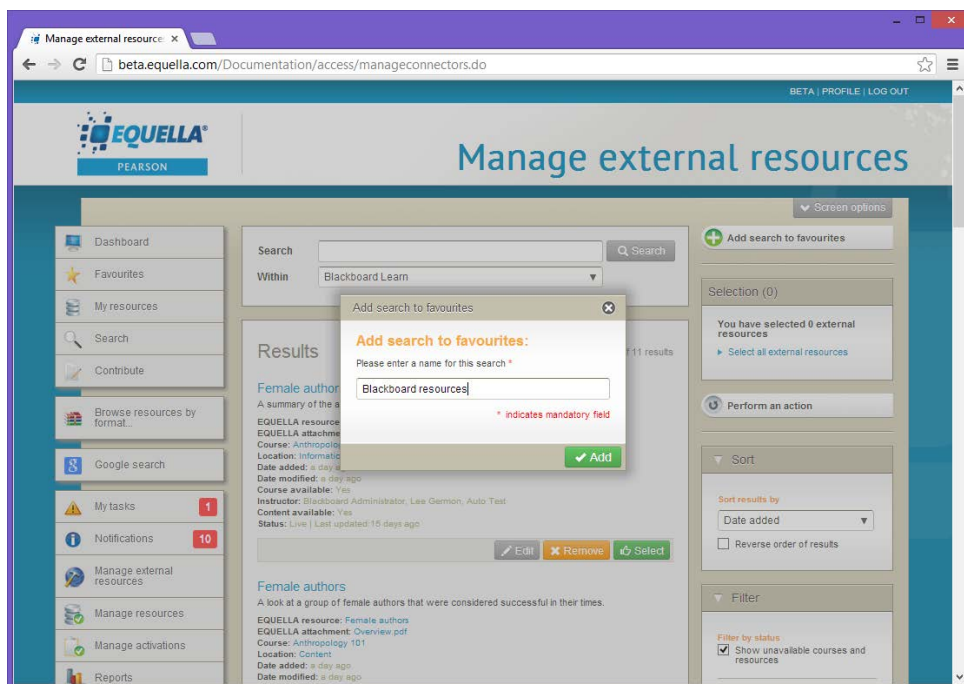 Manage external resource
beta.equella.com/Documentation/access/manageconnectors.do
BETA | PROFILE | LOG OUT
EQUELLA®
PEARSON
Manage external resources
Screen options
Dashboard
Favourites
My resources
Search
Contribute
Browse resources by
format...
Google search
My tasks
1
Notifications
10
Manage external
resources
Manage resources
Manage activations
Reports
Search
Search
Within
Blackboard Learn
Results
11 results
Female author
A summary of the a
EQUELLA resource
EQUELLA attachme
Course: Anthropolo
Location: Informatic
Date added: a day a
Date modified: a day ago
Course available: Yes
Instructor: Blackboard Administrator, Lee Germon, Auto Test
Content available: Yes
Status: Live | Last updated 15 days ago
Edit
Remove
Select
Female authors
A look at a group of female authors that were considered successful in their times.
EQUELLA resource: Female authors
EQUELLA attachment: Overview.pdf
Course: Anthropology 101
Location: Content
Date added: a day ago
Date modified: a day ago
Add search to favourites
Add search to favourites:
Please enter a name for this search *
Blackboard resources
* indicates mandatory field
Add
Add search to favourites
Selection (0)
You have selected 0 external
resources
Select all external resources
Perform an action
Sort
Sort results by
Date added
Reverse order of results
Filter
Filter by status
Show unavailable courses and
resources